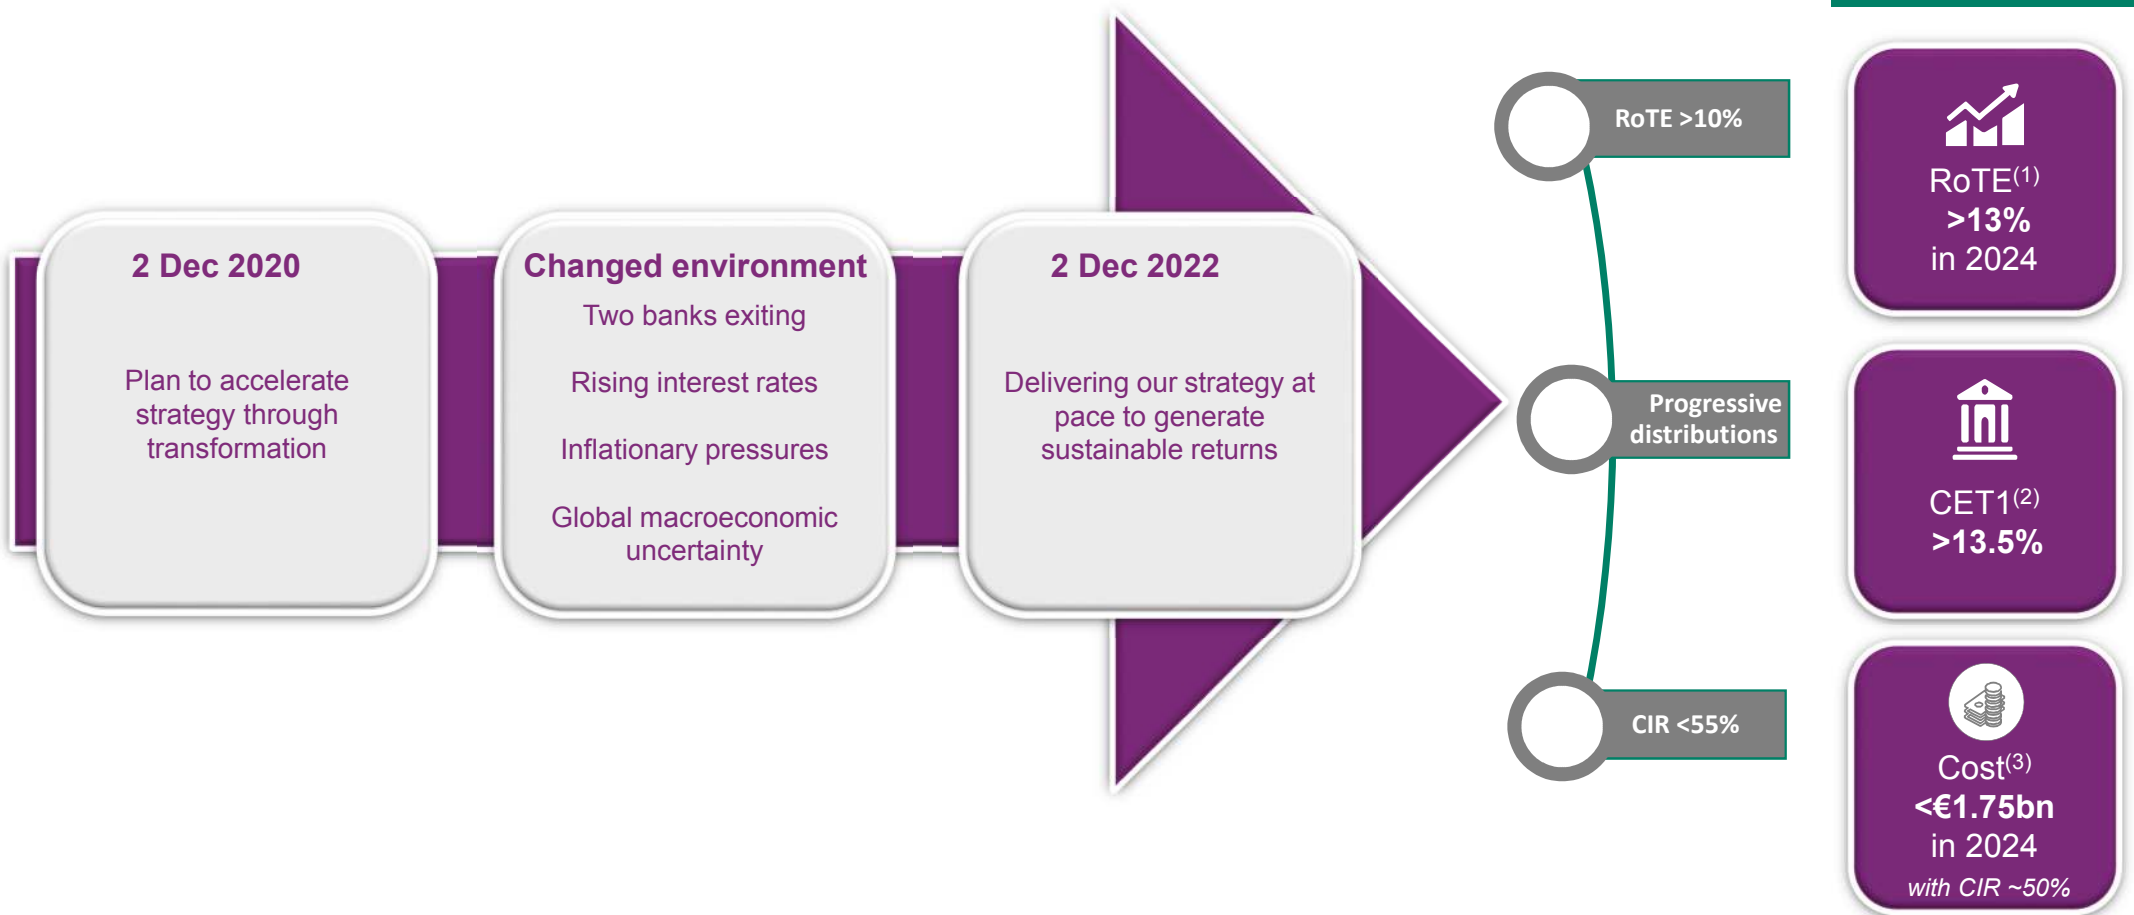 2 Dec 2020
Plan to accelerate
strategy through
transformation
Changed environment
Two banks exiting
Rising interest rates
Inflationary pressures
Global macroeconomic
uncertainty
2 Dec 2022
Delivering our strategy at
pace to generate
sustainable returns
RoTE >10%
Progressive
distributions
CIR <55%
RoTE(1)
>13%
in 2024
CET1(2)
>13.5%
Cost(3)
<€1.75bn
in 2024
with CIR ~50%